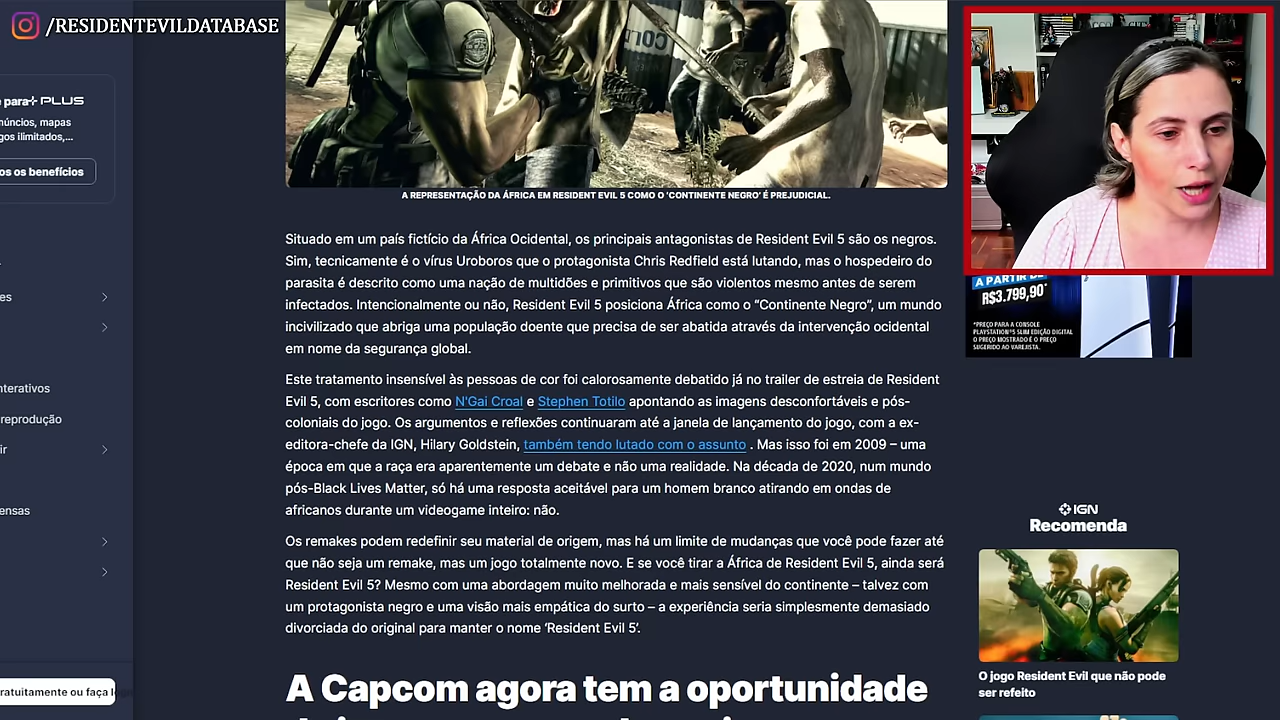 /RESIDENTEVILDATABASE
para+ PLUS
núncios, mapas
gos ilimitados,...
os os benefícios
A REPRESENTAÇÃO DA ÁFRICA EM RESIDENT EVIL 5 COMO O 'CONTINENTE NEGRO' É PREJUDICIAL.
Situado em um país fictício da África Ocidental, os principais antagonistas de Resident Evil 5 são os negros.
Sim, tecnicamente é o vírus Uroboros que o protagonista Chris Redfield está lutando, mas o hospedeiro do
parasita é descrito como uma nação de multidões e primitivos que são violentos mesmo antes de serem
infectados. Intencionalmente ou não, Resident Evil 5 posiciona África como o "Continente Negro", um mundo
incivilizado que abriga uma população doente que precisa de ser abatida através da intervenção ocidental
em nome da segurança global.
Este tratamento insensível às pessoas de cor foi calorosamente debatido já no trailer de estreia de Resident
Evil 5, com escritores como N'Gai Croal e Stephen Totilo apontando as imagens desconfortáveis e pós-
coloniais do jogo. Os argumentos e reflexões continuaram até a janela de lançamento do jogo, com a ex-
editora-chefe da IGN, Hilary Goldstein, também tendo lutado com o assunto . Mas isso foi em 2009 – uma
época em que a raça era aparentemente um debate e não uma realidade. Na década de 2020, num mundo
pós-Black Lives Matter, só há uma resposta aceitável para um homem branco atirando em ondas de
africanos durante um videogame inteiro: não.
Os remakes podem redefinir seu material de origem, mas há um limite de mudanças que você pode fazer até
que não seja um remake, mas um jogo totalmente novo. E se você tirar a África de Resident Evil 5, ainda será
Resident Evil 5? Mesmo com uma abordagem muito melhorada e mais sensível do continente – talvez com
um protagonista negro e uma visão mais empática do surto – a experiência seria simplesmente demasiado
divorciada do original para manter o nome 'Resident Evil 5'.
A Capcom agora tem a oportunidade
es
nterativos
reprodução
ir
ensas
ratuitamente ou faça
A PARTIR DE
R$3.799,90*
*PREÇO PARA A CONSOLE
PLAYSTATION®5 SLIM EDIÇÃO DIGITAL
O PREÇO MOSTRADO É O PREÇO
SUGERIDO AO VAREJISTA.
IGN
Recomenda
O jogo Resident Evil que não pode
ser refeito